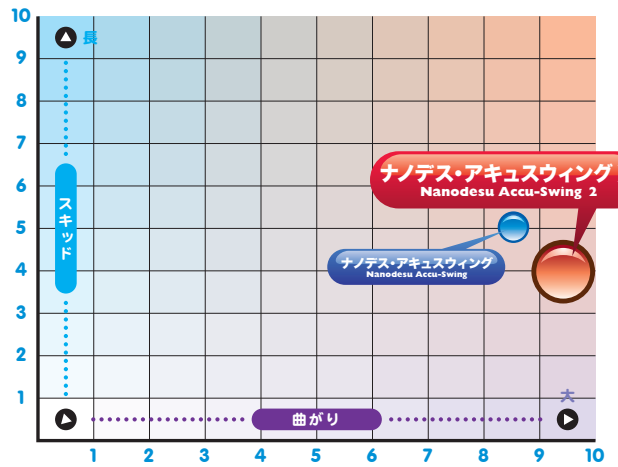 10
9
8
7
6
5
4
3
2
1
長
スキッド
ナノデス・アキュスウィング
Nanodesu Accu-Swing 2
ナノデス・アキュスウィング
Nanodesu Accu-Swing
大
曲がり
1 2 3 4 5 6 7 8 9 10